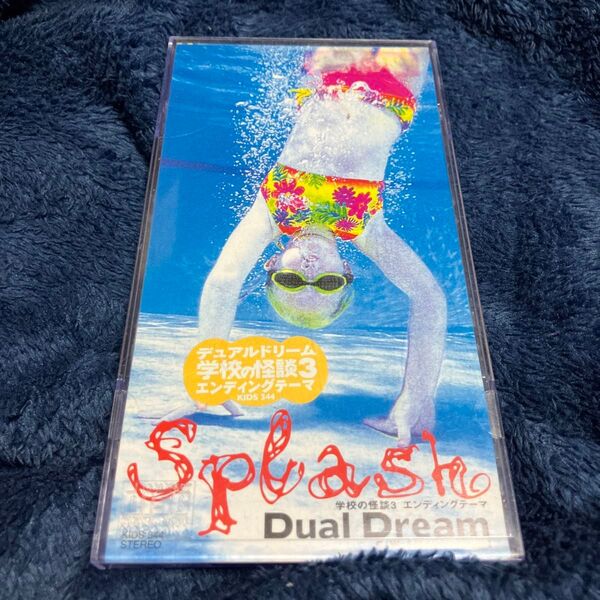 デュアルドリーム
学校の怪談3
エンディングテーマ
KIDS 344
Splash
学校の怪談3 エンディングテーマ
Dual Dream
KIDS 344
STEREO